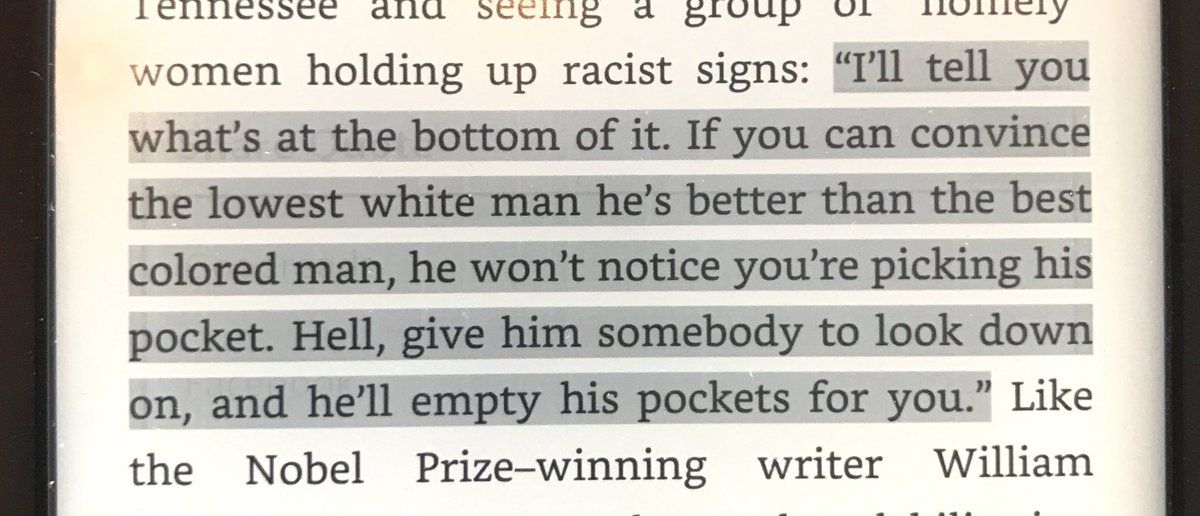 Tennessee and seeing a group of "homely"
women holding up racist signs: “I’ll tell you
what’s at the bottom of it. If you can convince
the lowest white man he’s better than the best
colored man, he won’t notice you’re picking his
pocket. Hell, give him somebody to look down
on, and he’ll empty his pockets for you.” Like
the Nobel Prize–winning writer William